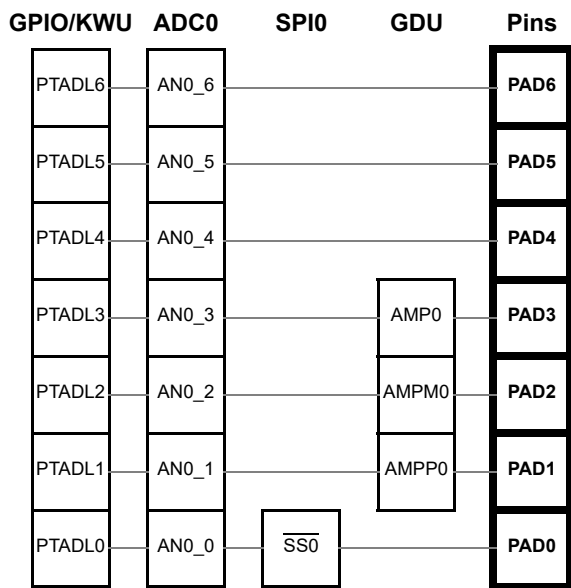 GPIO/KWU ADC0 SPI0 GDU Pins
PTADL6 AN0_6 PAD6
PTADL5 AN0_5 PAD5
PTADL4 AN0_4 PAD4
PTADL3 AN0_3 AMP0 PAD3
PTADL2 AN0_2 AMPM0 PAD2
PTADL1 AN0_1 AMPP0 PAD1
PTADL0 AN0_0 S̅S̅0̅ PAD0